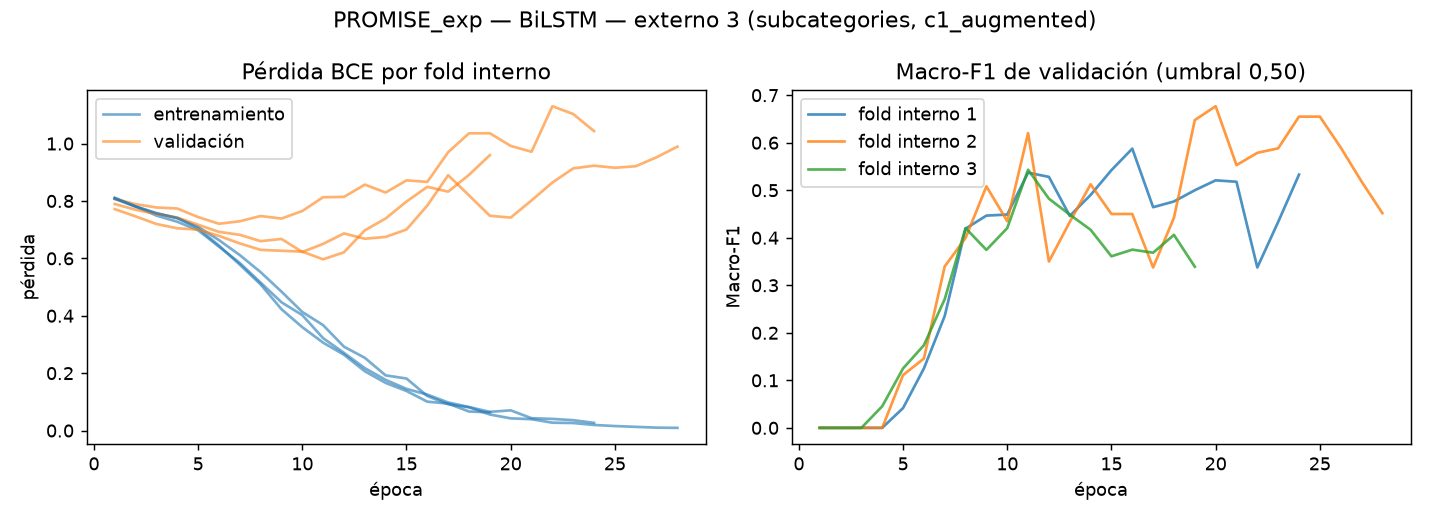 PROMISE_exp — BiLSTM — externo 3 (subcategories, c1_augmented)
Pérdida BCE por fold interno
entrenamiento
validación
pérdida
1.0
0.8
0.6
0.4
0.2
0.0
0
5
10
15
20
25
época
Macro-F1 de validación (umbral 0,50)
fold interno 1
fold interno 2
fold interno 3
Macro-F1
0.7
0.6
0.5
0.4
0.3
0.2
0.1
0.0
0
5
10
15
20
25
época